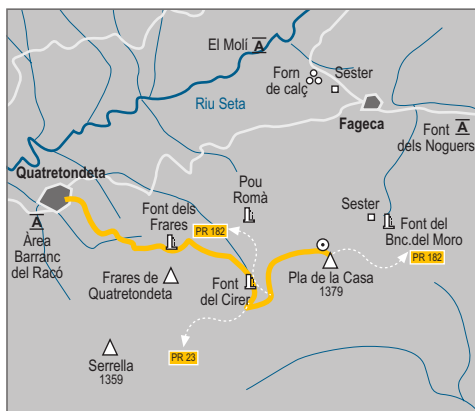 El Molí
A
Forn
de calç
Sester
Riu Seta
Fageca
Font A
dels Noguers
Quatretondeta
Pou
Romà
Sester
Font dels
Frares
A
Àrea
Barranc
del Racó
PR 182
Font del
Bnc.del Moro
PR 182
Frares de
Quatretondeta
Font
del Cirer
Pla de la Casa
1379
Serrella
1359
PR 23